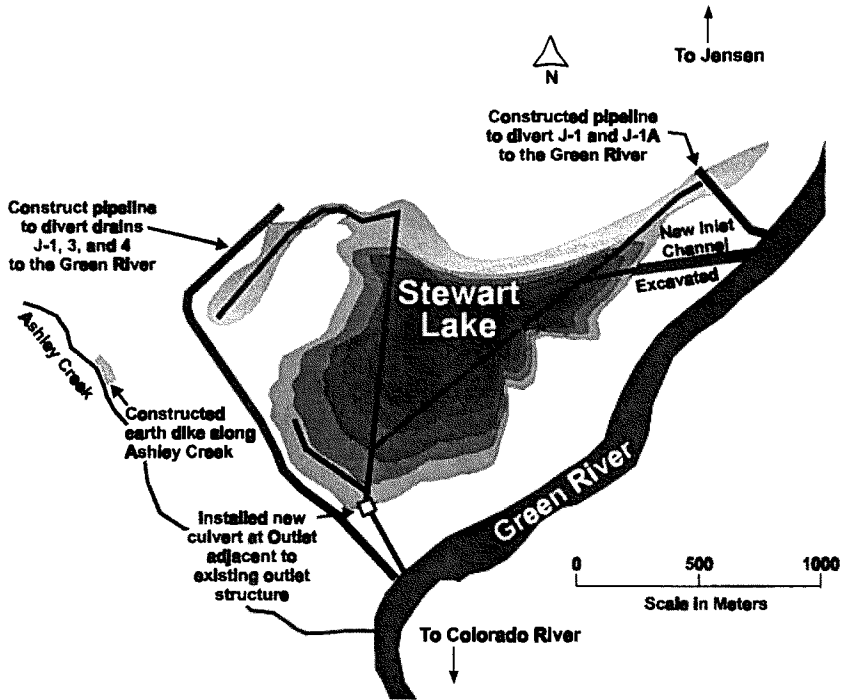 To Jensen
N
Constructed pipeline
to divert J-1 and J-1A
to the Green River
Construct pipeline
to divert drains
J-1, 3, and 4
to the Green River
New Inlet
Channel
Excavated
Stewart
Lake
Ashley Creek
Constructed
earth dike along
Ashley Creek
Green River
Installed new
culvert at Outlet
adjacent to
existing outlet
structure
0 500 1000
Scale in Meters
To Colorado River